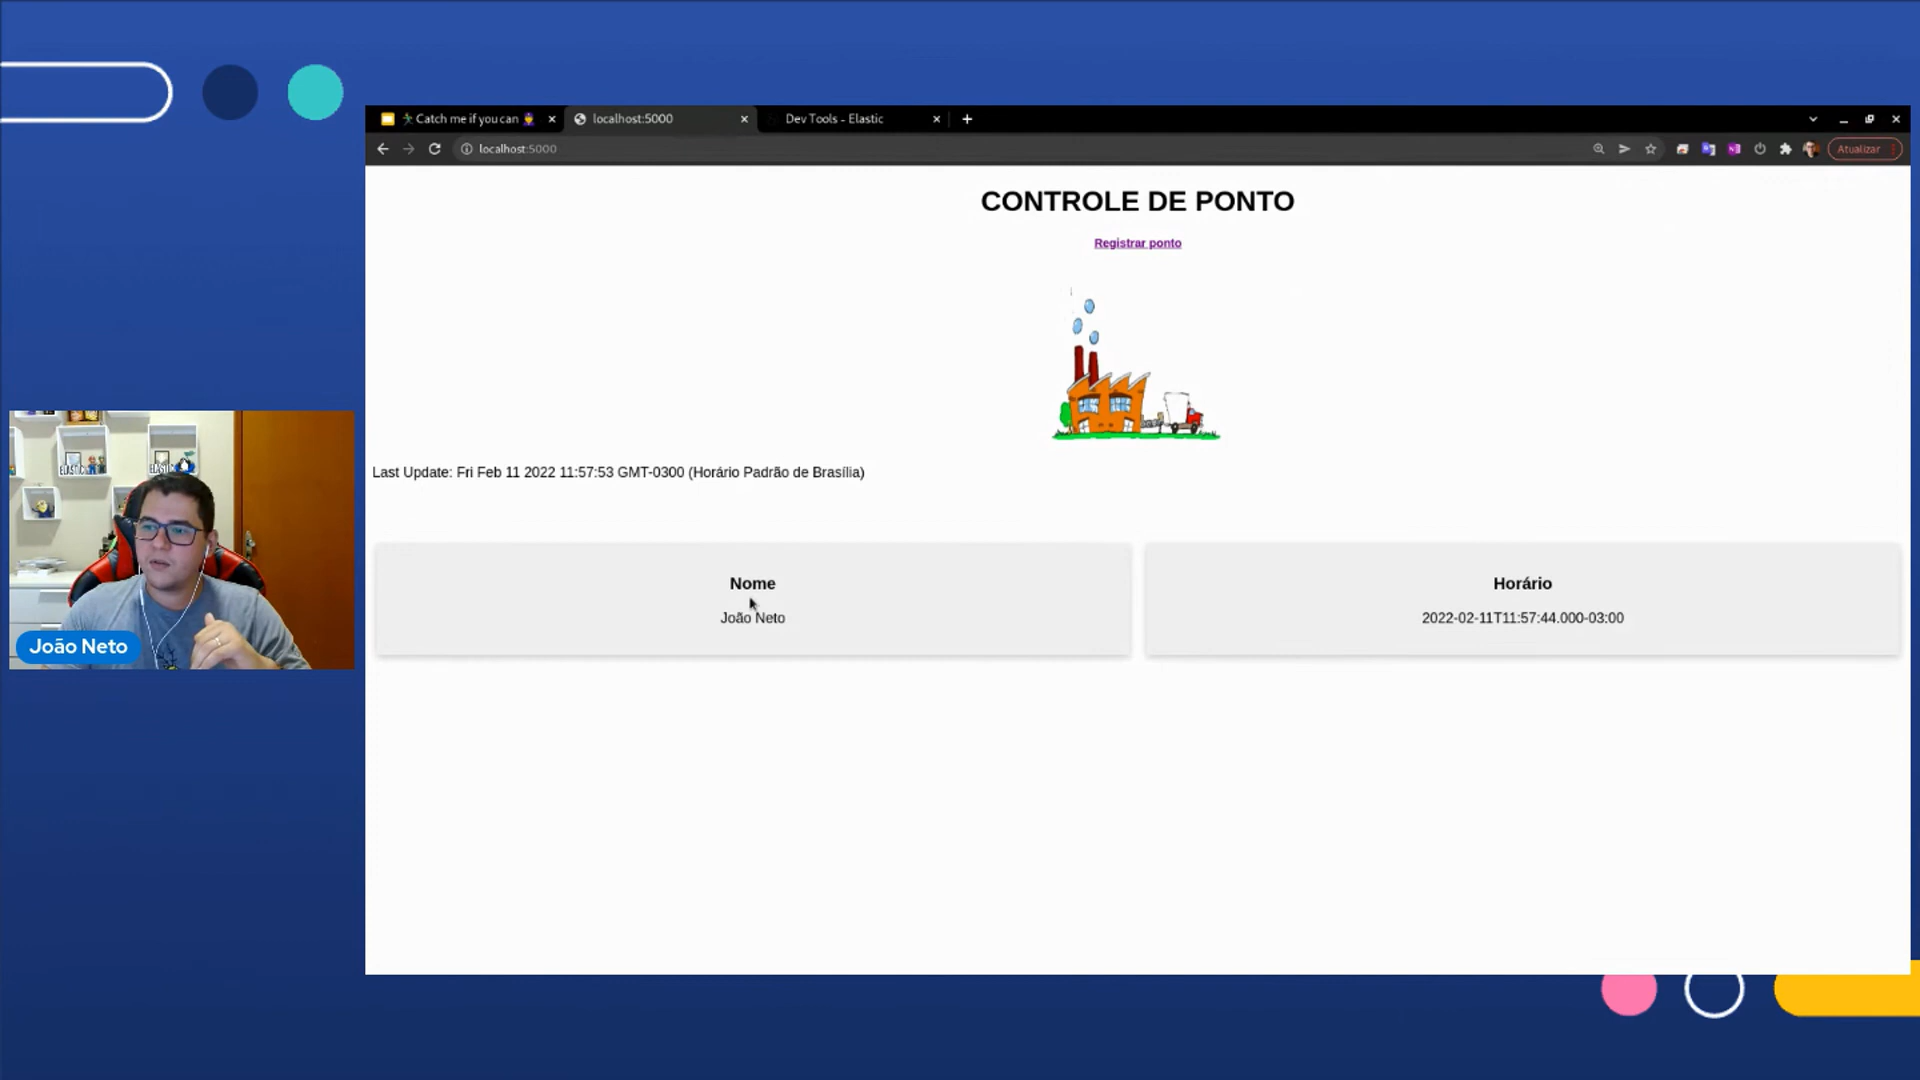 Catch me if you can
localhost:5000
Dev Tools - Elastic
localhost:5000
Atualizar
CONTROLE DE PONTO
Registrar ponto
Last Update: Fri Feb 11 2022 11:57:53 GMT-0300 (Horário Padrão de Brasília)
Nome
João Neto
Horário
2022-02-11T11:57:44.000-03:00
ELASTIC
João Neto